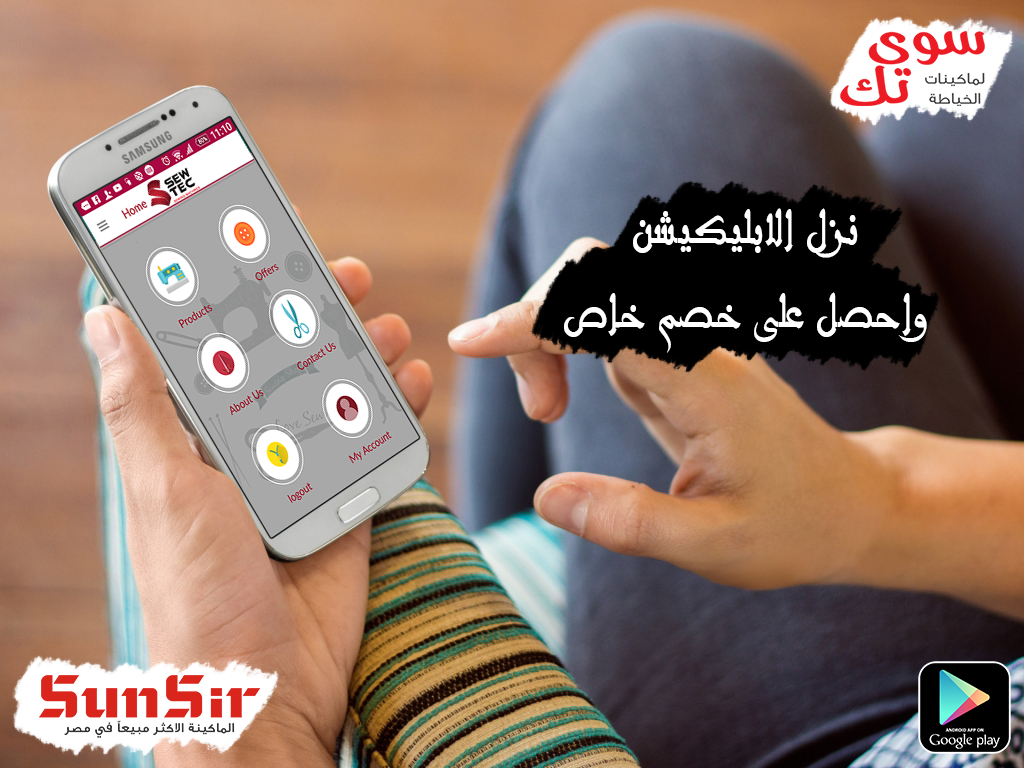 سوى
تك
لماكينات
الخياطة
SAMSUNG
11:10
Home
SEW
TEC
Products
Offers
About Us
Contact Us
logout
My Account
نزل الابليكيشن
واحصل على خصم خاص
SunSir
الماكينة الاكثر مبيعاً في مصر
ANDROID APP ON
Google play